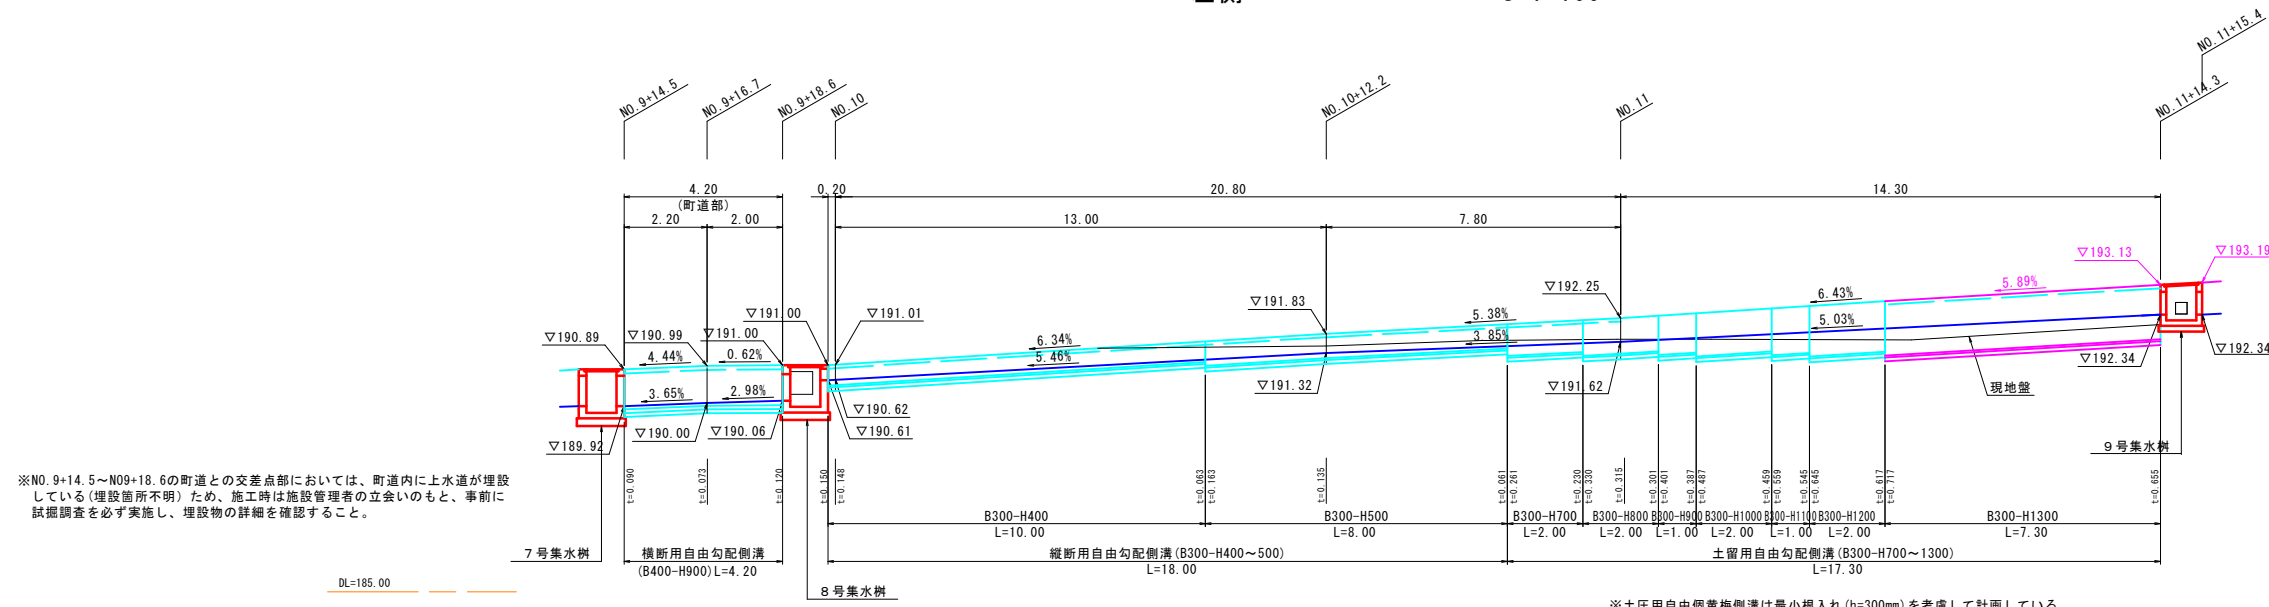 NO.9+14.5
NO.9+16.7
NO.9+18.6
NO.10
NO.10+12.2
NO.11
NO.11+14.3
NO.11+15.4
4.20
(町道部)
0.20
20.80
14.30
2.20
2.00
13.00
7.80
▽190.89
▽190.99
▽191.00
▽191.00
▽191.01
▽191.83
▽192.25
▽193.13
▽193.19
4.44%
0.62%
6.34%
5.46%
5.38%
3.85%
6.43%
5.03%
5.89%
3.65%
2.98%
▽189.92
▽190.00
▽190.06
▽190.62
▽190.61
▽191.32
▽191.62
▽192.34
▽192.34
現地盤
9号集水桝
※NO.9+14.5～NO9+18.6の町道との交差点部においては、町道内に上水道が埋設
している(埋設箇所不明) ため、施工時は施設管理者の立会いのもと、事前に
試掘調査を必ず実施し、埋設物の詳細を確認すること。
t=0.090
t=0.073
t=0.120
t=0.150
t=0.148
t=0.063
t=0.163
t=0.135
t=0.061
t=0.261
t=0.230
t=0.330
t=0.315
t=0.301
t=0.401
t=0.387
t=0.487
t=0.459
t=0.559
t=0.545
t=0.645
t=0.617
t=0.717
t=0.655
B300-H400
L=10.00
B300-H500
L=8.00
B300-H700
L=2.00
B300-H800
L=2.00
B300-H900
L=1.00
B300-H1000
L=2.00
B300-H1100
L=1.00
B300-H1200
L=2.00
B300-H1300
L=7.30
7号集水桝
横断用自由勾配側溝
(B400-H900)L=4.20
縦断用自由勾配側溝(B300-H400～500)
L=18.00
土留用自由勾配側溝(B300-H700～1300)
L=17.30
8号集水桝
DL=185.00